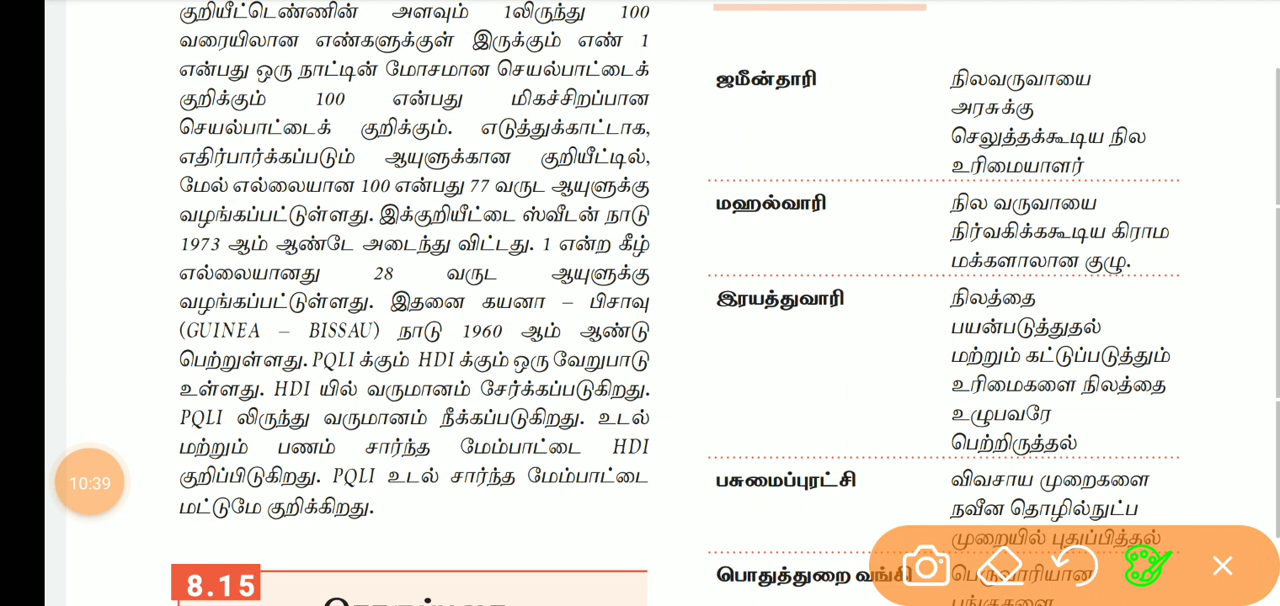 குறியீட்டெண்ணின் அளவும் 1லிருந்து 100
வரையிலான எண்களுக்குள் இருக்கும் எண் 1
என்பது ஒரு நாட்டின் மோசமான செயல்பாட்டைக்
குறிக்கும் 100 என்பது மிகச்சிறப்பான
செயல்பாட்டைக் குறிக்கும். எடுத்துக்காட்டாக,
எதிர்பார்க்கப்படும் ஆயுளுக்கான குறியீட்டில்,
மேல் எல்லையான 100 என்பது 77 வருட ஆயுளுக்கு
வழங்கப்பட்டுள்ளது. இக்குறியீட்டை ஸ்வீடன் நாடு
1973 ஆம் ஆண்டே அடைந்து விட்டது. 1 என்ற கீழ்
எல்லையானது 28 வருட ஆயுளுக்கு
வழங்கப்பட்டுள்ளது. இதனை கயனா – பிசாவு
(GUINEA – BISSAU) நாடு 1960 ஆம் ஆண்டு
பெற்றுள்ளது. PQLI க்கும் HDI க்கும் ஒரு வேறுபாடு
உள்ளது. HDI யில் வருமானம் சேர்க்கப்படுகிறது.
PQLI லிருந்து வருமானம் நீக்கப்படுகிறது. உடல்
மற்றும் பணம் சார்ந்த மேம்பாட்டை HDI
குறிப்பிடுகிறது. PQLI உடல் சார்ந்த மேம்பாட்டை
மட்டுமே குறிக்கிறது.
8.15
ஜமீன்தாரி
நிலவருவாயை
அரசுக்கு
செலுத்தக்கூடிய நில
உரிமையாளர்
மஹல்வாரி
நில வருவாயை
நிர்வகிக்ககூடிய கிராம
மக்களாலான குழு.
இரயத்துவாரி
நிலத்தை
பயன்படுத்துதல்
மற்றும் கட்டுப்படுத்தும்
உரிமைகளை நிலத்தை
உழுபவரே
பெற்றிருத்தல்
பசுமைப்புரட்சி
விவசாய முறைகளை
நவீன தொழில்நுட்ப
முறையில் புதுப்பித்தல்
பொதுத்துறை வங்கி
பெருவாரியான
10:39